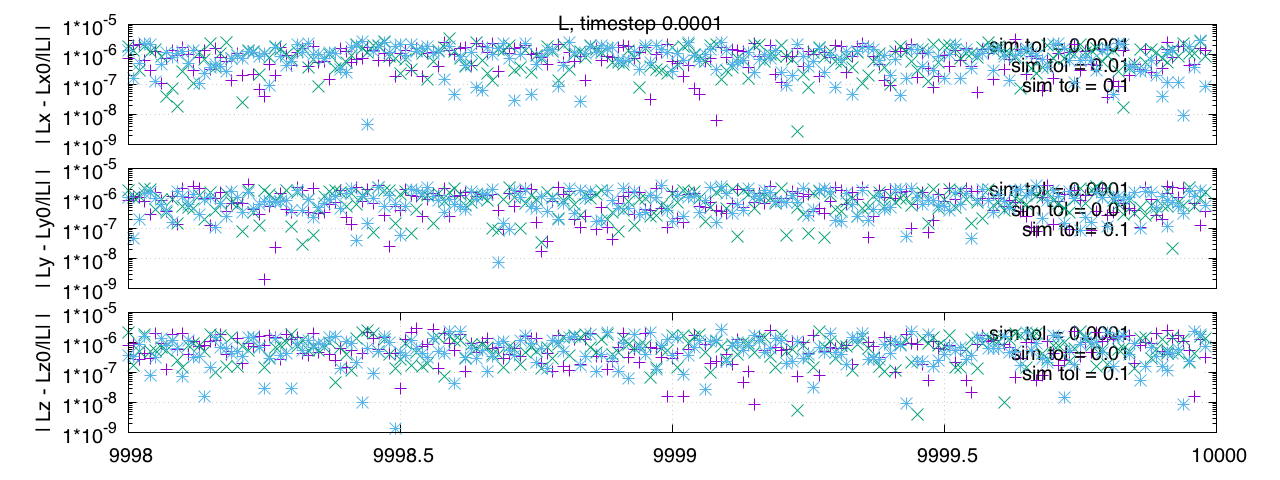 L, timestep 0.0001
| Lx - Lx0/|L| |
1*10-5
1*10-6
1*10-7
1*10-8
1*10-9
sim tol = 0.0001
sim tol = 0.01
sim tol = 0.1
| Ly - Ly0/|L| |
1*10-5
1*10-6
1*10-7
1*10-8
1*10-9
sim tol = 0.0001
sim tol = 0.01
sim tol = 0.1
| Lz - Lz0/|L| |
1*10-5
1*10-6
1*10-7
1*10-8
1*10-9
sim tol = 0.0001
sim tol = 0.01
sim tol = 0.1
9998 9998.5 9999 9999.5 10000